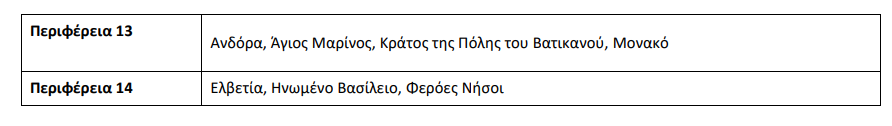 Περιφέρεια 13
Ανδόρα, Άγιος Μαρίνος, Κράτος της Πόλης του Βατικανού, Μονακό
Περιφέρεια 14
Ελβετία, Ηνωμένο Βασίλειο, Φερόες Νήσοι